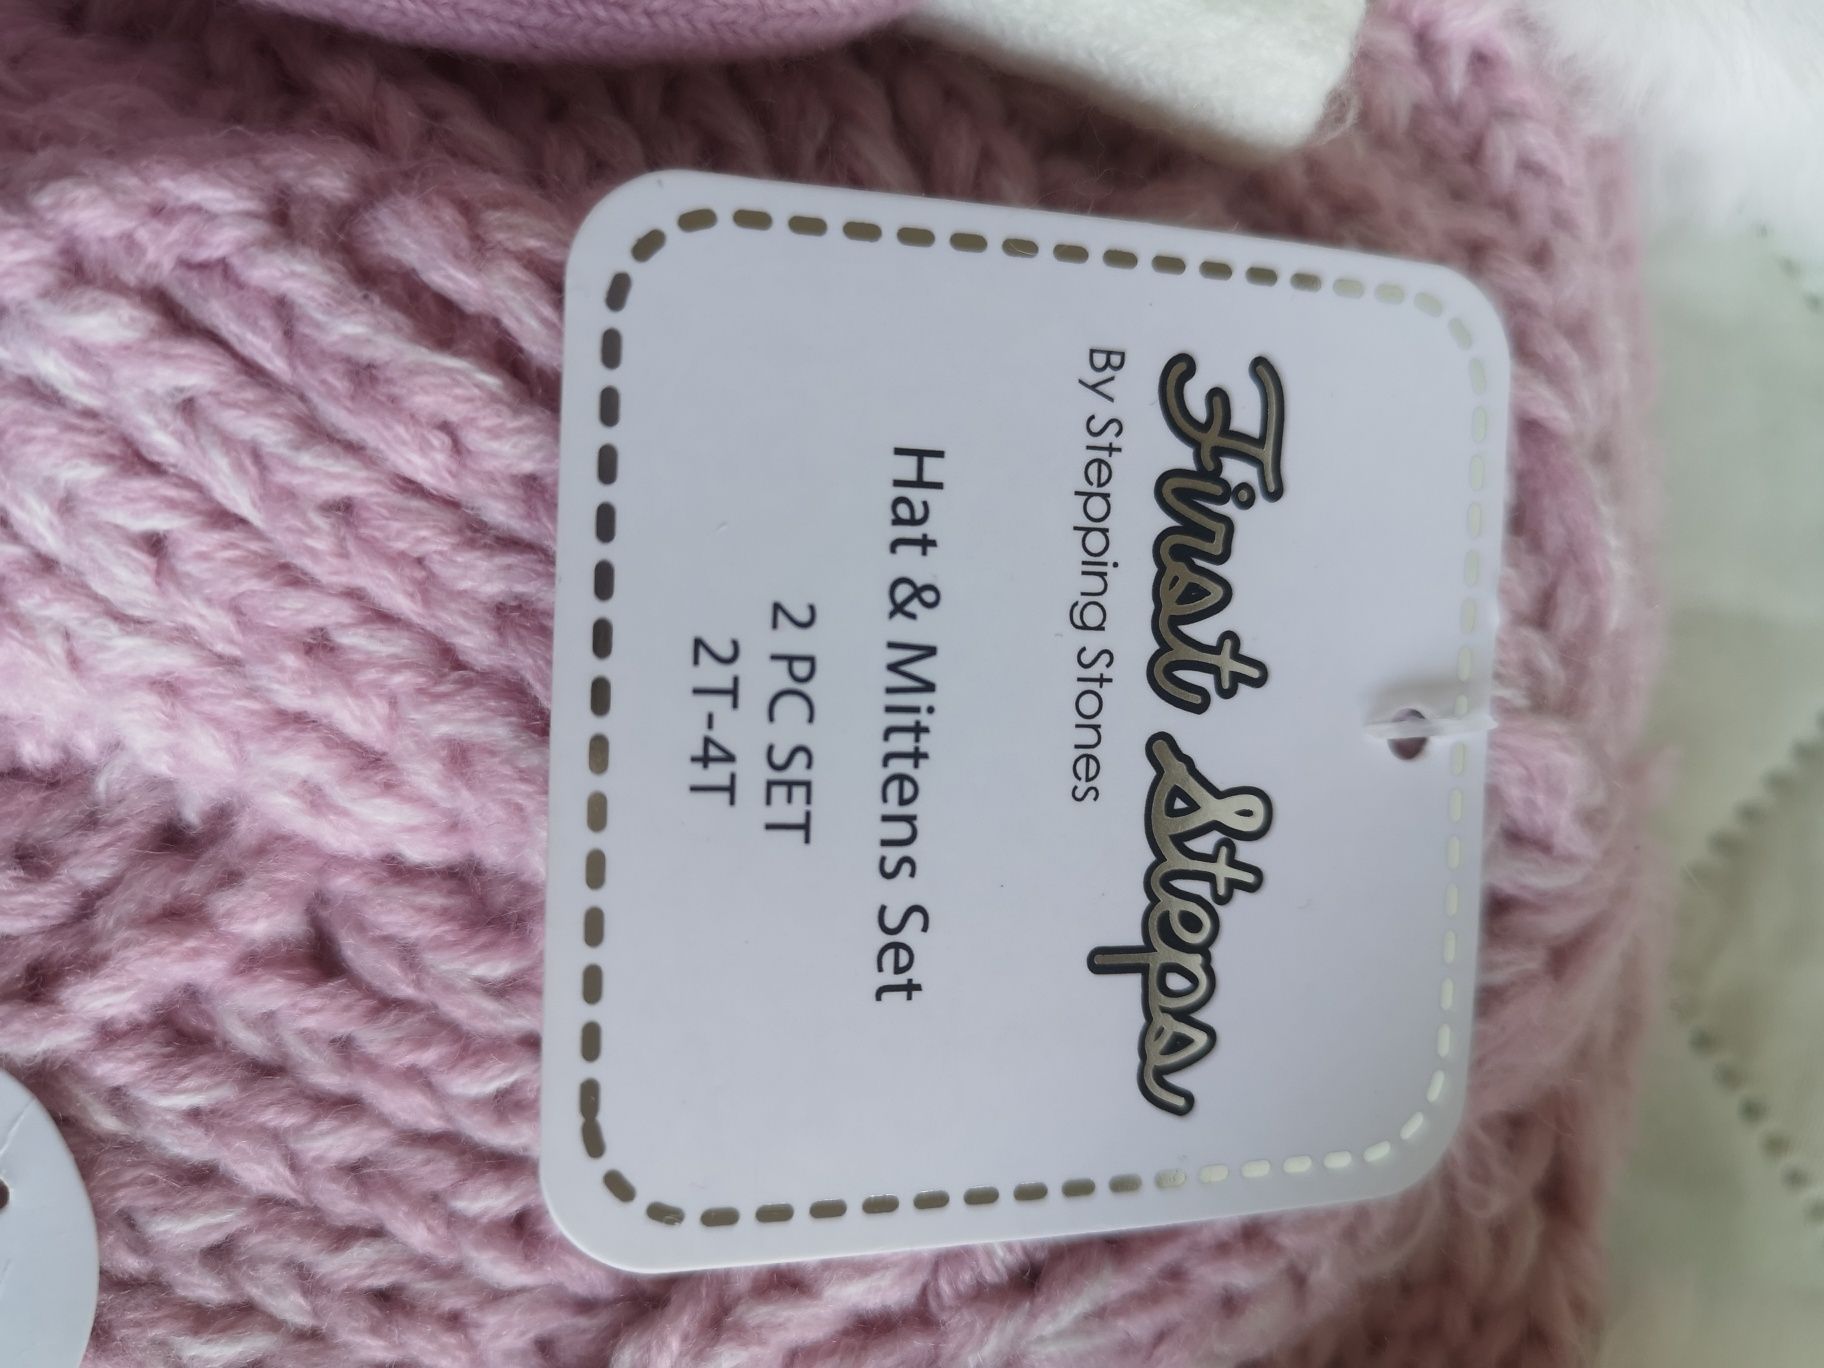 First Steps
By Stepping Stones
Hat & Mittens Set
2 PC SET
2T-4T